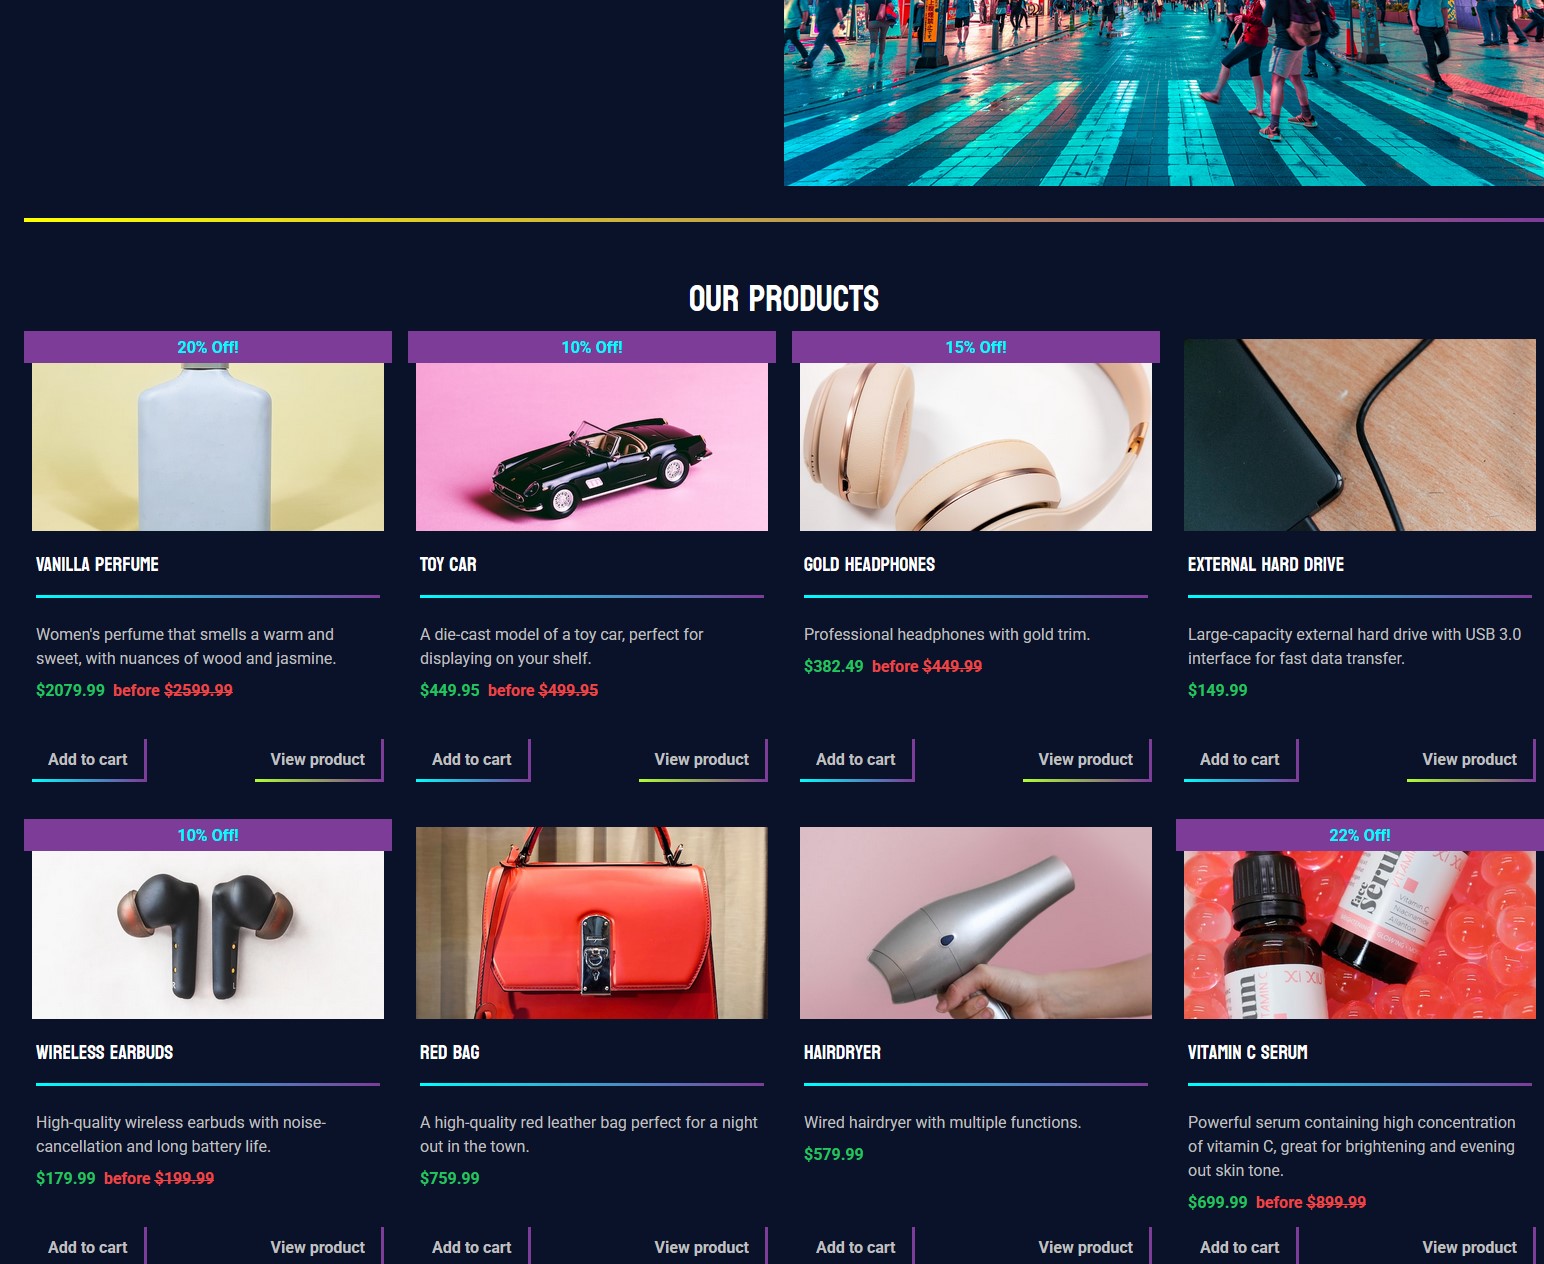 OUR PRODUCTS
20% Off!
10% Off!
15% Off!
VANILLA PERFUME
Women's perfume that smells a warm and
sweet, with nuances of wood and jasmine.
$2079.99 before $2599.99
Add to cart
View product
TOY CAR
A die-cast model of a toy car, perfect for
displaying on your shelf.
$449.95 before $499.95
Add to cart
View product
GOLD HEADPHONES
Professional headphones with gold trim.
$382.49 before $449.99
Add to cart
View product
EXTERNAL HARD DRIVE
Large-capacity external hard drive with USB 3.0
interface for fast data transfer.
$149.99
Add to cart
View product
10% Off!
22% Off!
face
serum
Vitamin C
Niacinamide
Allantoin
WIRELESS EARBUDS
High-quality wireless earbuds with noise-
cancellation and long battery life.
$179.99 before $199.99
Add to cart
View product
RED BAG
A high-quality red leather bag perfect for a night
out in the town.
$759.99
Add to cart
View product
HAIRDRYER
Wired hairdryer with multiple functions.
$579.99
Add to cart
View product
VITAMIN C SERUM
Powerful serum containing high concentration
of vitamin C, great for brightening and evening
out skin tone.
$699.99 before $899.99
Add to cart
View product